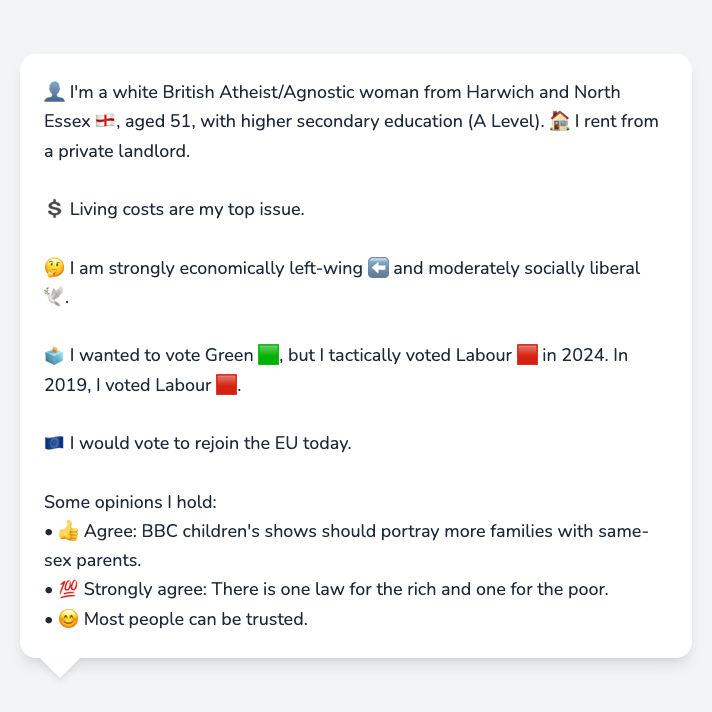 👤 I'm a white British Atheist/Agnostic woman from Harwich and North
Essex 🏴󠁧󠁢󠁥󠁮󠁧󠁿, aged 51, with higher secondary education (A Level). 🏠 I rent from
a private landlord.
💲 Living costs are my top issue.
🤔 I am strongly economically left-wing ⬅️ and moderately socially liberal
🕊️.
🗳️ I wanted to vote Green 🟩, but I tactically voted Labour 🟥 in 2024. In
2019, I voted Labour 🟥.
🇪🇺 I would vote to rejoin the EU today.
Some opinions I hold:
• 👍 Agree: BBC children's shows should portray more families with same-
sex parents.
• 💯 Strongly agree: There is one law for the rich and one for the poor.
• 😊 Most people can be trusted.